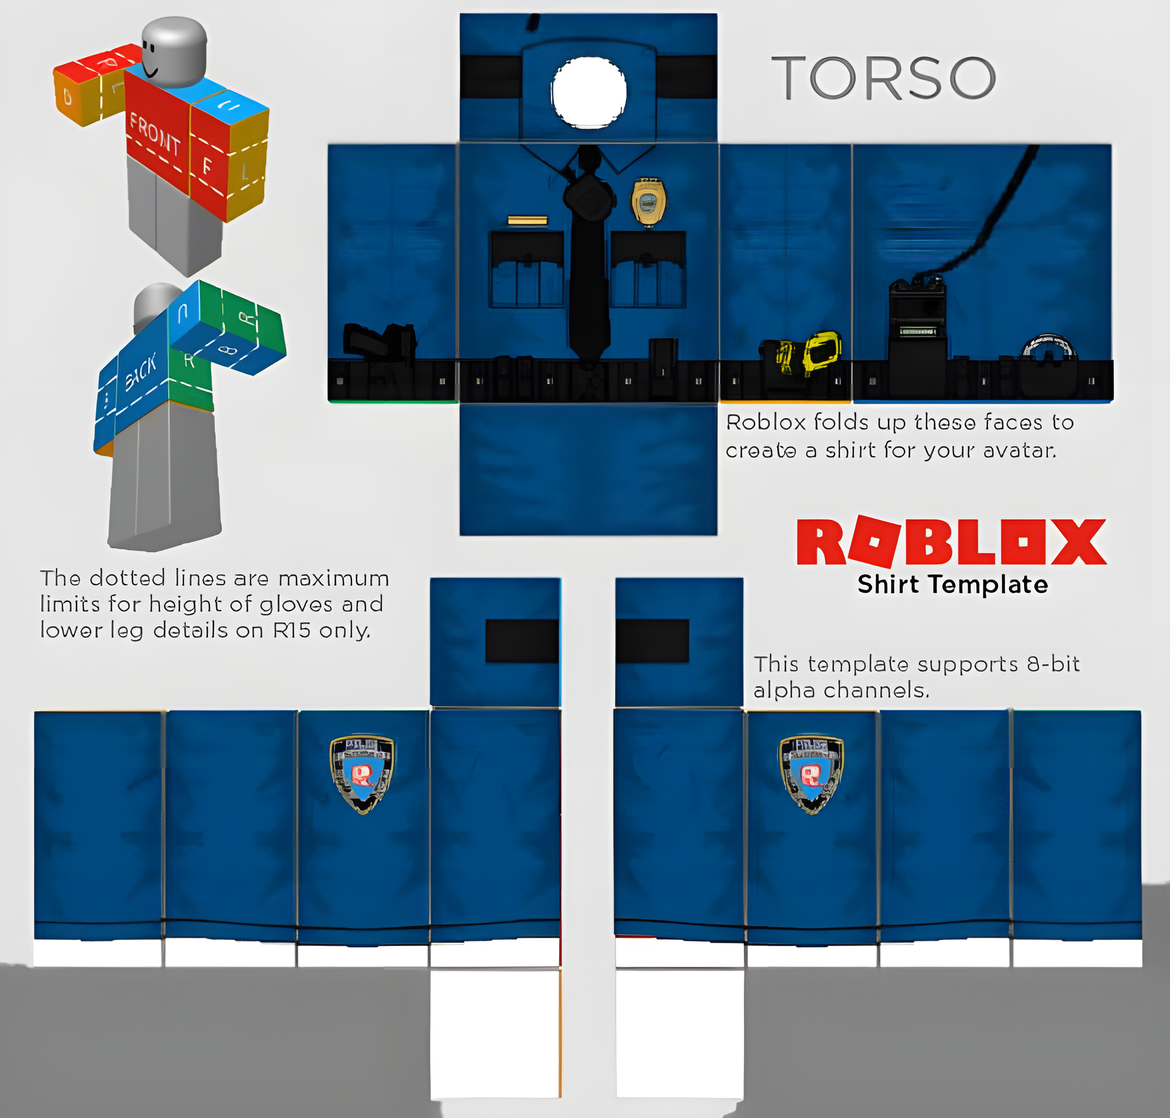 TORSO
FRONT
F
L
BACK
R
B
R
Roblox folds up these faces to
create a shirt for your avatar.
ROBLOX
Shirt Template
The dotted lines are maximum
limits for height of gloves and
lower leg details on R15 only.
This template supports 8-bit
alpha channels.